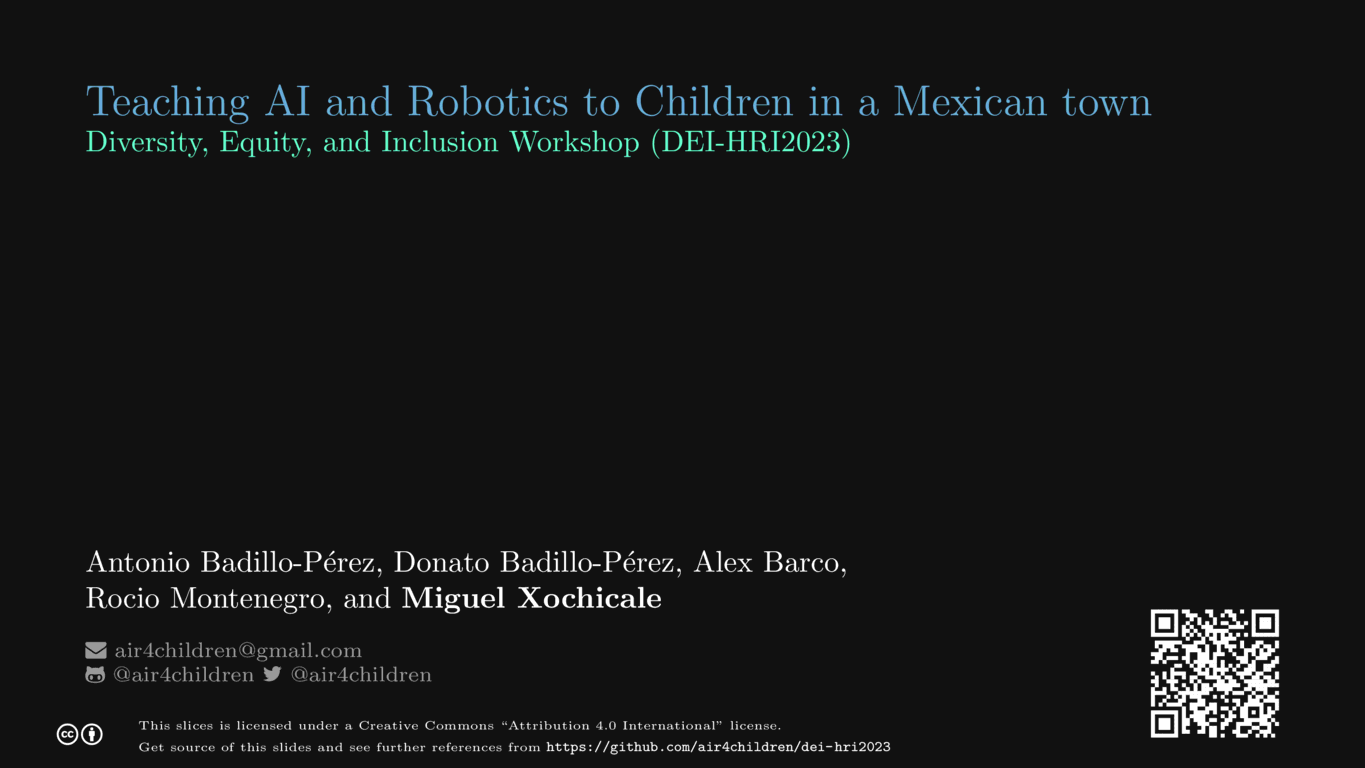 Teaching AI and Robotics to Children in a Mexican town
Diversity, Equity, and Inclusion Workshop (DEI-HRI2023)
Antonio Badillo-Pérez, Donato Badillo-Pérez, Alex Barco,
Rocio Montenegro, and Miguel Xochicale
air4children@gmail.com
@air4children @air4children
cc
This slices is licensed under a Creative Commons “Attribution 4.0 International” license.
Get source of this slides and see further references from https://github.com/air4children/dei-hri2023